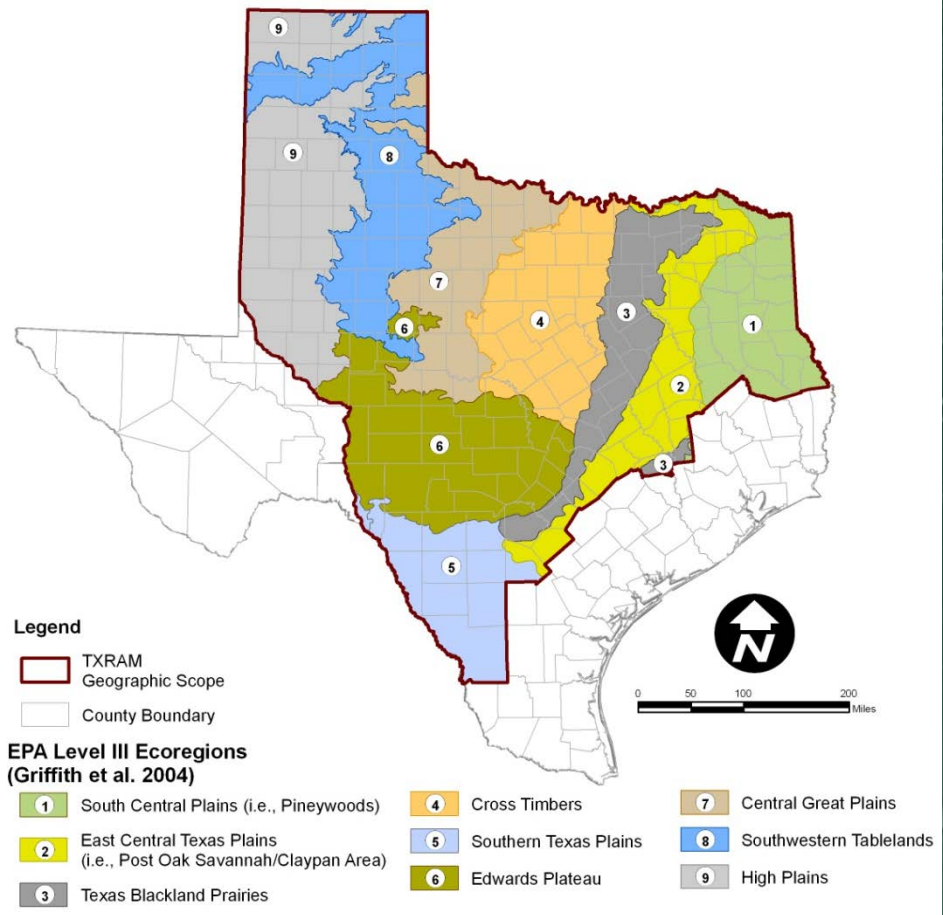 9
9
8
7
6
4
3
1
2
6
3
5
N
0 50 100 200
Miles
Legend
TXRAM
Geographic Scope
County Boundary
EPA Level III Ecoregions
(Griffith et al. 2004)
1 South Central Plains (i.e., Pineywoods)
2 East Central Texas Plains
(i.e., Post Oak Savannah/Claypan Area)
3 Texas Blackland Prairies
4 Cross Timbers
5 Southern Texas Plains
6 Edwards Plateau
7 Central Great Plains
8 Southwestern Tablelands
9 High Plains